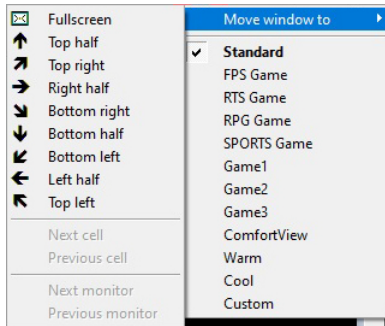 Fullscreen
Top half
Top right
Right half
Bottom right
Bottom half
Bottom left
Left half
Top left
Next cell
Previous cell
Next monitor
Previous monitor
Move window to
Standard
FPS Game
RTS Game
RPG Game
SPORTS Game
Game1
Game2
Game3
ComfortView
Warm
Cool
Custom